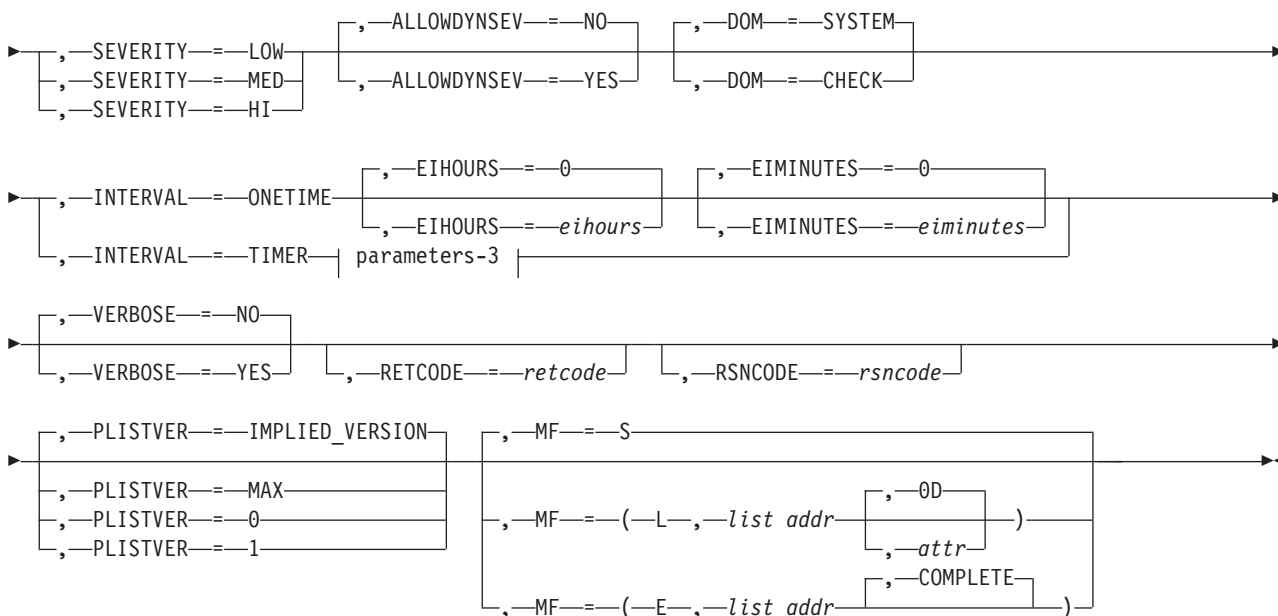 ,—ALLOWDYNSEV—=—NO ,—DOM—=—SYSTEM
,—SEVERITY—=—LOW
,—SEVERITY—=—MED ,—ALLOWDYNSEV—=—YES ,—DOM—=—CHECK
,—SEVERITY—=—HI
,—EIHOURS—=—0 ,—EIMINUTES—=—0
,—INTERVAL—=—ONETIME
,—EIHOURS—=—eihours ,—EIMINUTES—=—eiminutes
,—INTERVAL—=—TIMER parameters-3
,—VERBOSE—=—NO
,—VERBOSE—=—YES ,—RETCODE—=—retcode ,—RSNCODE—=—rsncode
,—PLISTVER—=—IMPLIED_VERSION ,—MF—=—S
,—PLISTVER—=—MAX ,—0D
,—PLISTVER—=—0 ,—MF—=—(—L—,—list addr )
,—PLISTVER—=—1 ,—attr
,—COMPLETE
,—MF—=—(—E—,—list addr )